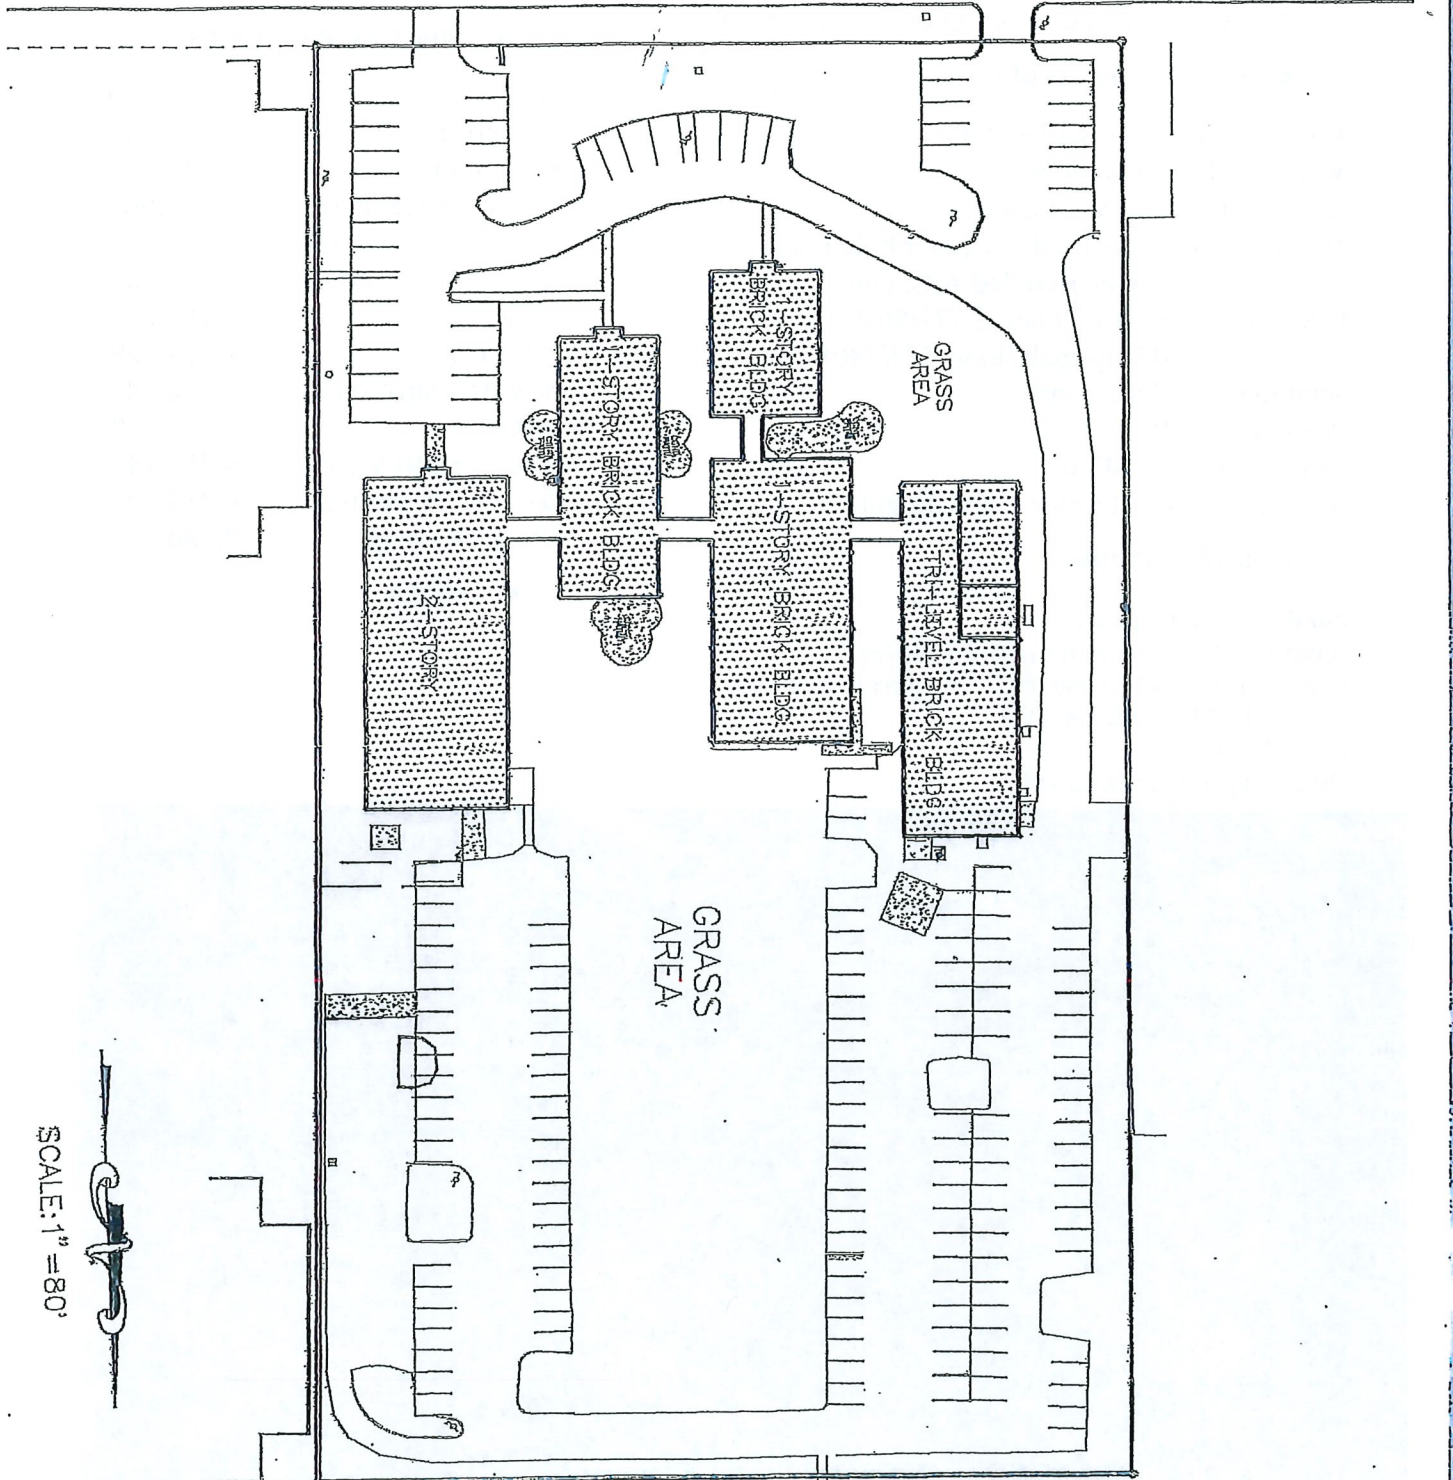 1-STORY
BRICK BLDG.
GRASS
AREA
1-STORY BRICK BLDG.
1-STORY BRICK BLDG.
TRI-LEVEL BRICK BLDG.
2-STORY
GRASS
AREA
SCALE:1"=80'